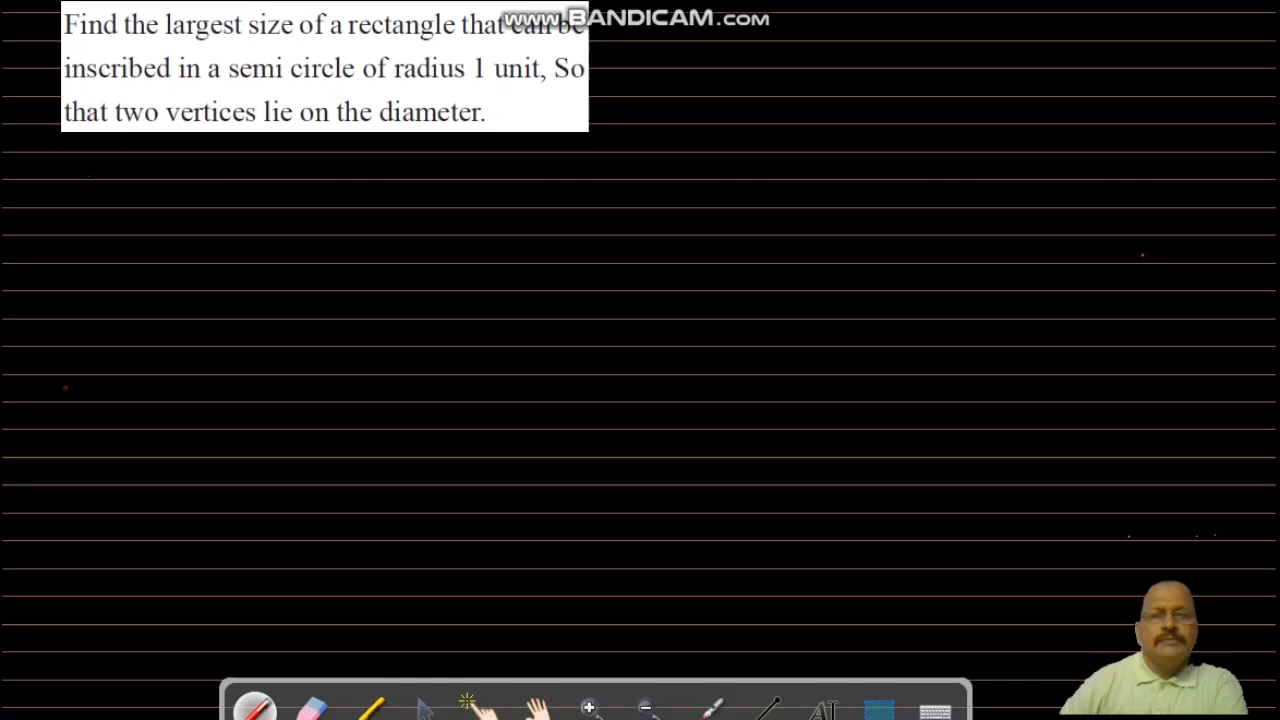 www.BANDICAM.com
Find the largest size of a rectangle that can be
inscribed in a semi circle of radius 1 unit, So
that two vertices lie on the diameter.
AI